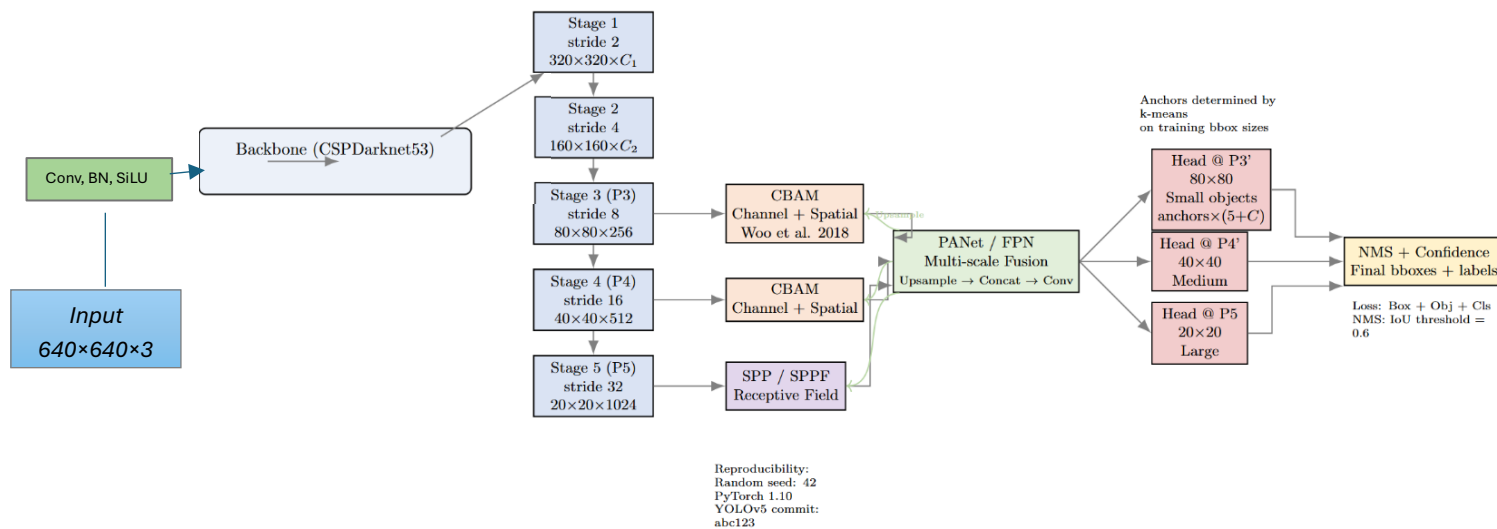 Input
640×640×3
Conv, BN, SiLU
Backbone (CSPDarknet53)
Stage 1
stride 2
320×320×C₁
Stage 2
stride 4
160×160×C₂
Stage 3 (P3)
stride 8
80×80×256
Stage 4 (P4)
stride 16
40×40×512
Stage 5 (P5)
stride 32
20×20×1024
CBAM
Channel + Spatial
Woo et al. 2018
CBAM
Channel + Spatial
SPP / SPPF
Receptive Field
Upsample
PANet / FPN
Multi-scale Fusion
Upsample → Concat → Conv
Anchors determined by
k-means
on training bbox sizes
Head @ P3'
80×80
Small objects
anchors×(5+C)
Head @ P4'
40×40
Medium
Head @ P5
20×20
Large
NMS + Confidence
Final bboxes + labels
Loss: Box + Obj + Cls
NMS: IoU threshold =
0.6
Reproducibility:
Random seed: 42
PyTorch 1.10
YOLOv5 commit:
abc123